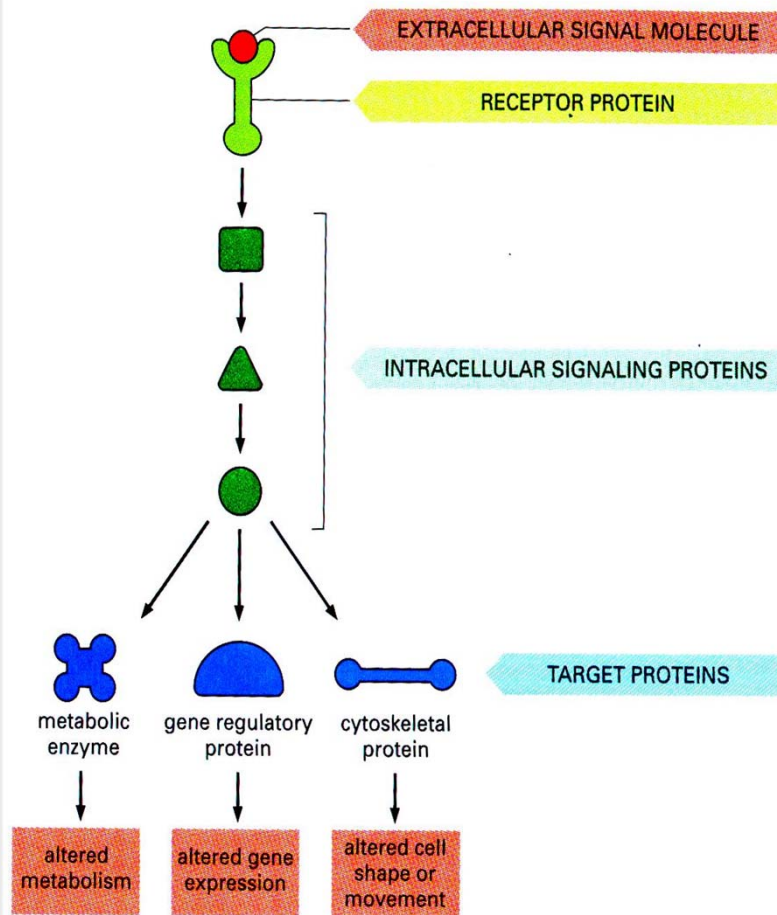 EXTRACELLULAR SIGNAL MOLECULE
RECEPTOR PROTEIN
INTRACELLULAR SIGNALING PROTEINS
TARGET PROTEINS
metabolic
enzyme
gene regulatory
protein
cytoskeletal
protein
altered
metabolism
altered gene
expression
altered cell
shape or
movement